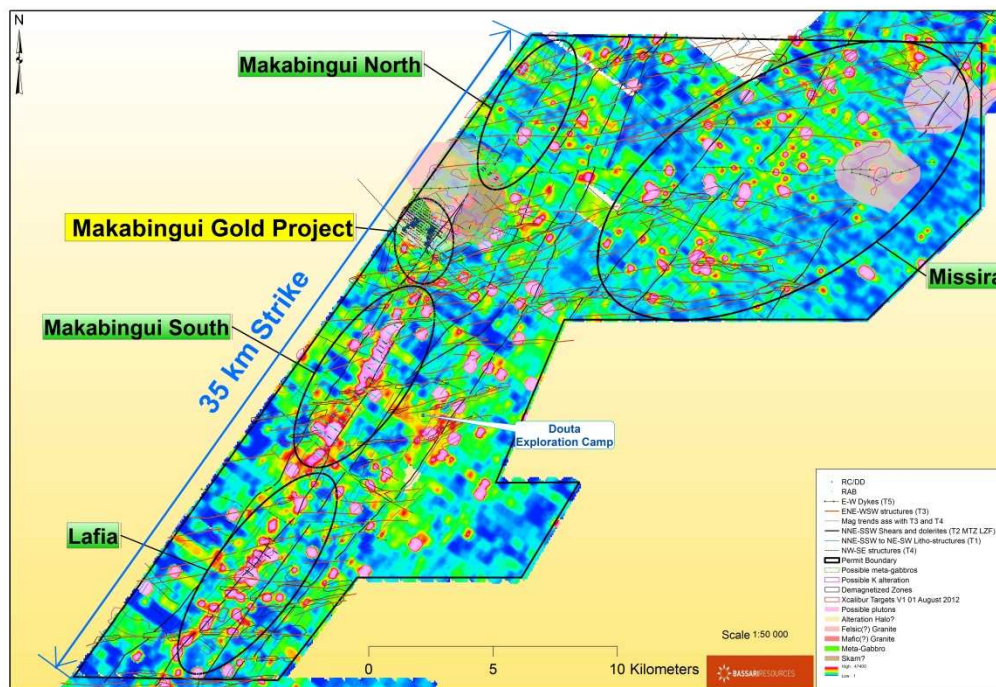 N
Makabingui North
Makabingui Gold Project
Missira
Makabingui South
35 km Strike
Douta
Exploration Camp
Lafia
RC/DD
RAB
E-W Dykes (T5)
ENE-WSW structures (T3)
Mag trends ass with T3 and T4
NNE-SSW Shears and dolerites (T2 MTZ LZF)
NNE-SSW to NE-SW Litho-structures (T1)
NW-SE structures (T4)
Permit Boundary
Possible meta-gabbros
Possible K alteration
Demagnetized Zones
Xcalibur Targets V1 01 August 2012
Possible plutons
Alteration Halo?
Felsic(?) Granite
Mafic(?) Granite
Meta-Gabbro
Skarn?
High : 47400
Low : 1
Scale 1:50 000
0 5 10 Kilometers
BASSARI RESOURCES